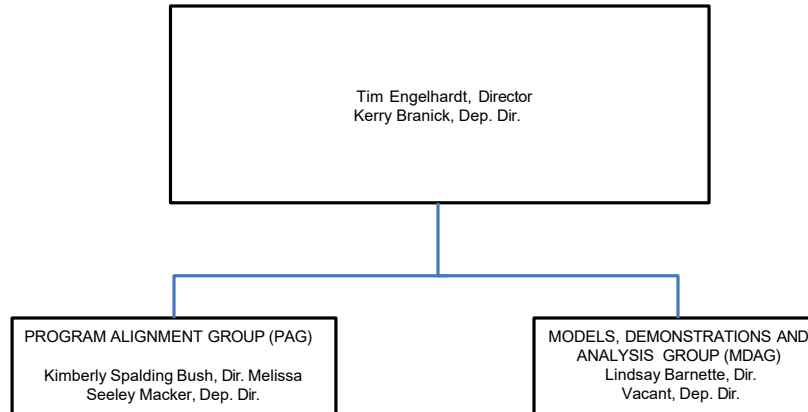 Tim Engelhardt, Director
Kerry Branick, Dep. Dir.
PROGRAM ALIGNMENT GROUP (PAG)
Kimberly Spalding Bush, Dir. Melissa
Seeley Macker, Dep. Dir.
MODELS, DEMONSTRATIONS AND
ANALYSIS GROUP (MDAG)
Lindsay Barnette, Dir.
Vacant, Dep. Dir.